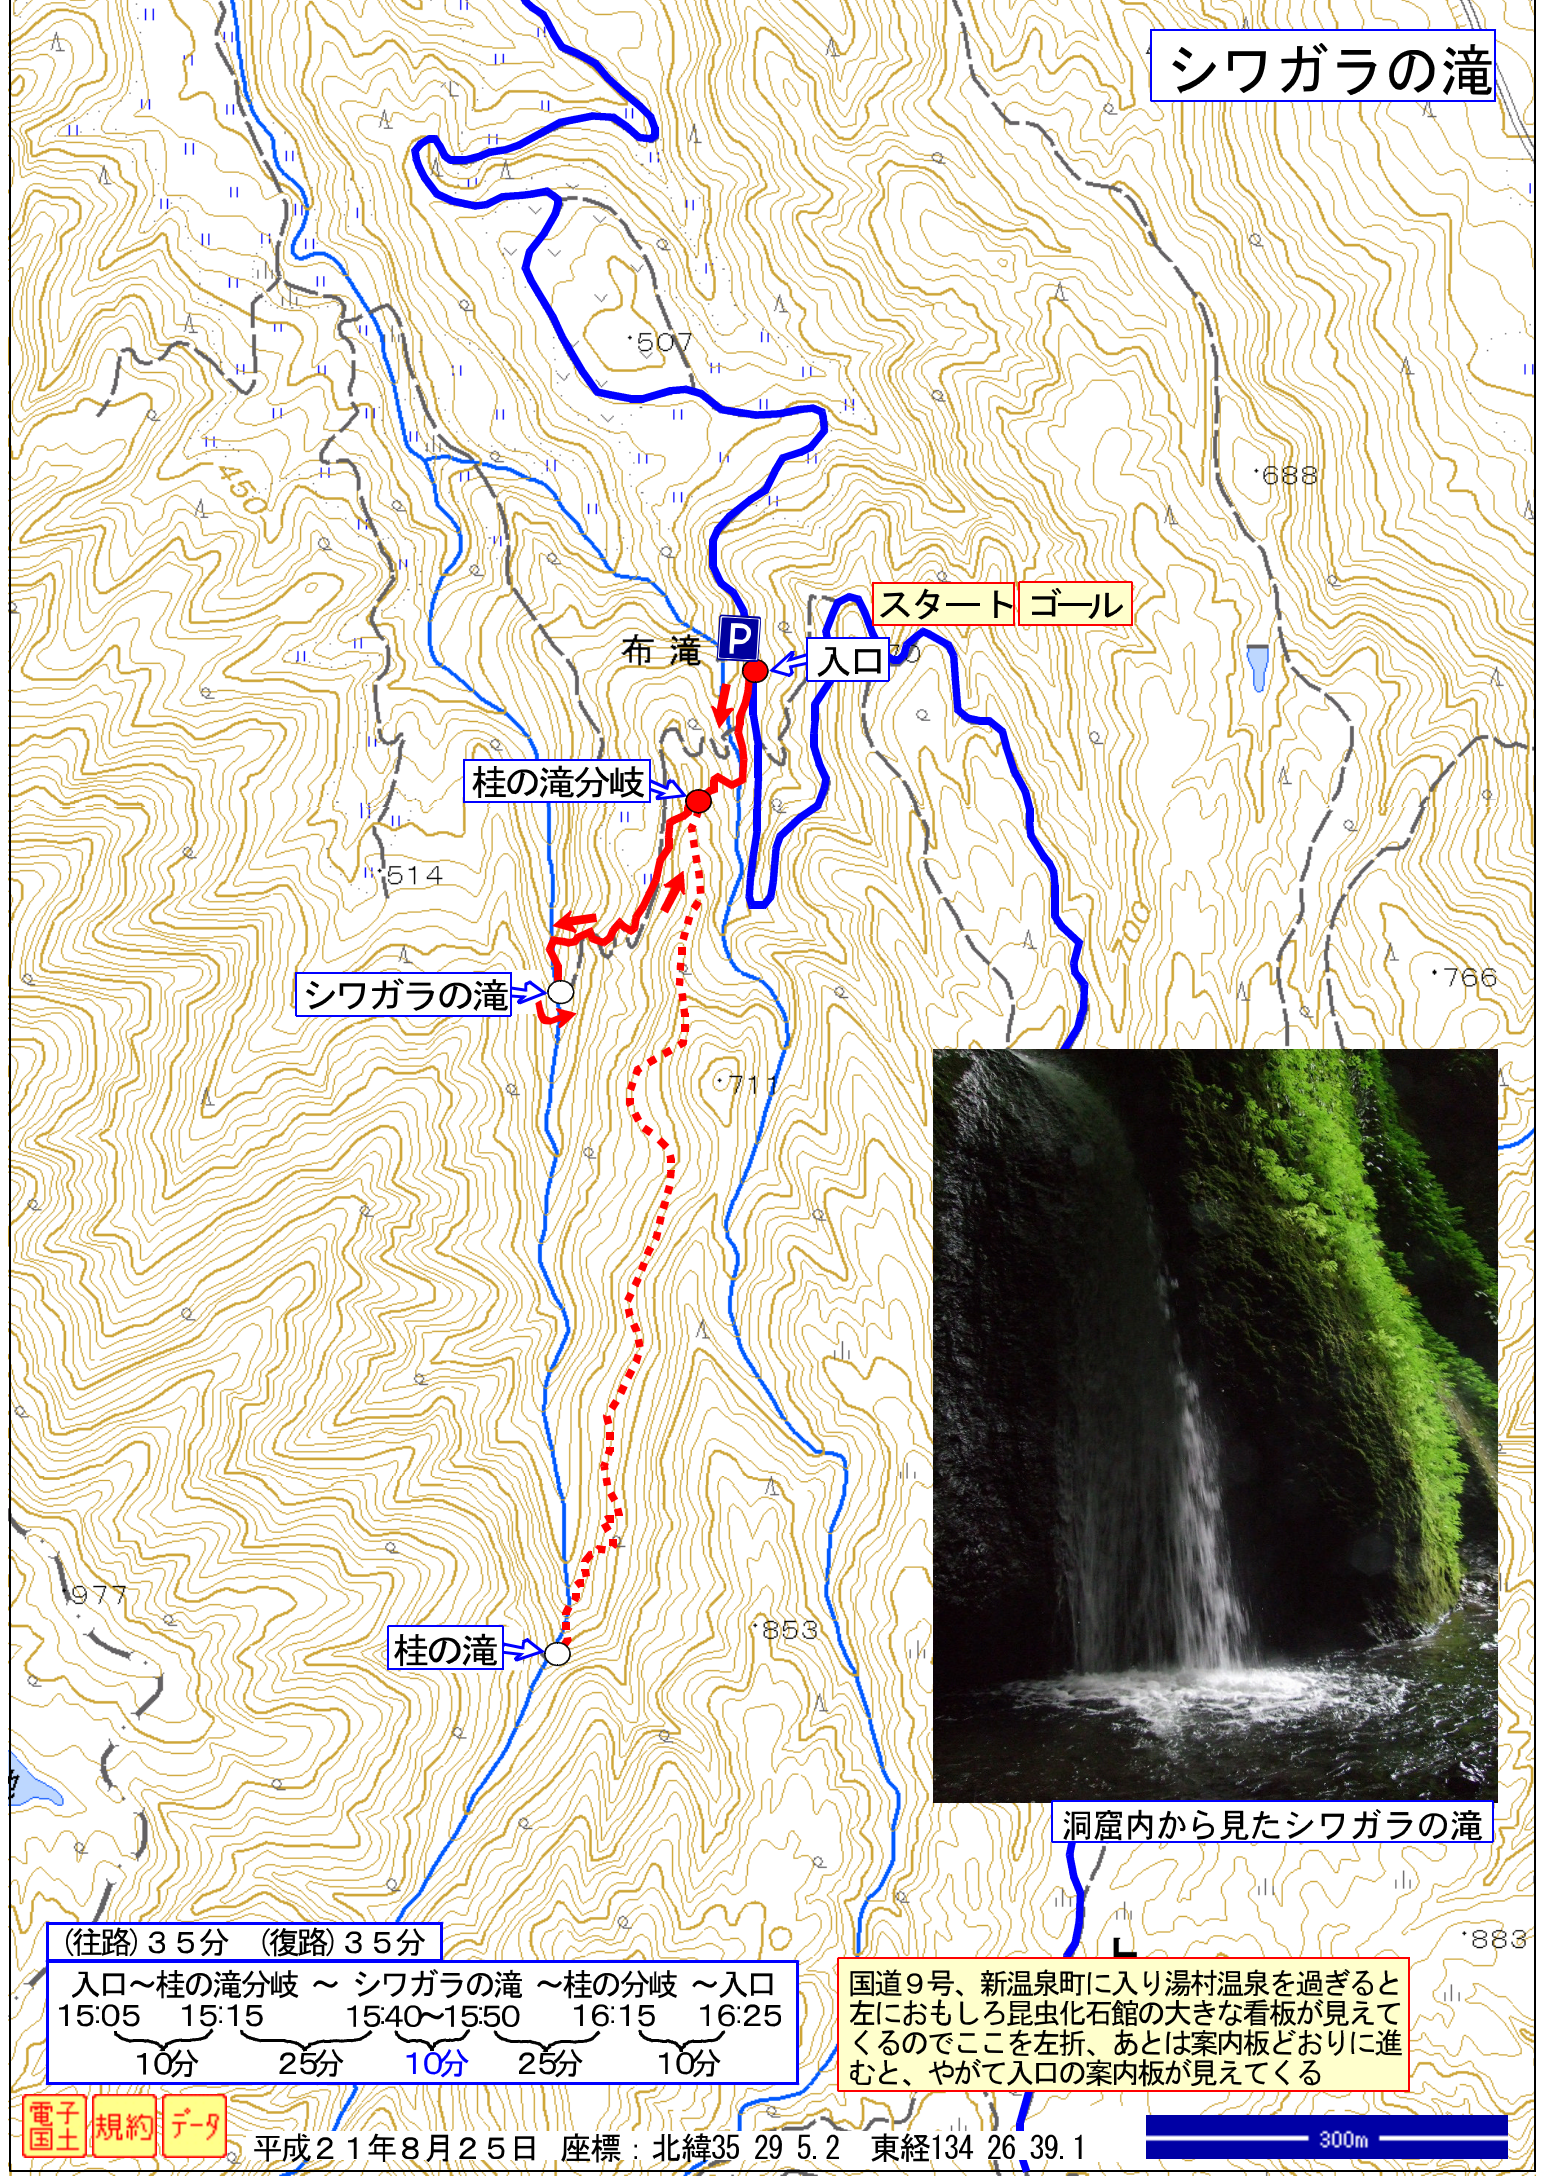 シワガラの滝
507
450
688
スタート ゴール
布滝
P
入口
桂の滝分岐
514
700
766
シワガラの滝
711
977
853
桂の滝
洞窟内から見たシワガラの滝
883
(往路)35分 (復路)35分
入口～桂の滝分岐 ～ シワガラの滝 ～桂の分岐 ～入口
15:05 15:15 15:40～15:50 16:15 16:25
10分 25分 10分 25分 10分
国道9号、新温泉町に入り湯村温泉を過ぎると
左におもしろ昆虫化石館の大きな看板が見えて
くるのでここを左折、あとは案内板どおりに進
むと、やがて入口の案内板が見えてくる
電子国土 規約 データ
平成21年8月25日 座標：北緯35 29 5.2 東経134 26 39.1
300m